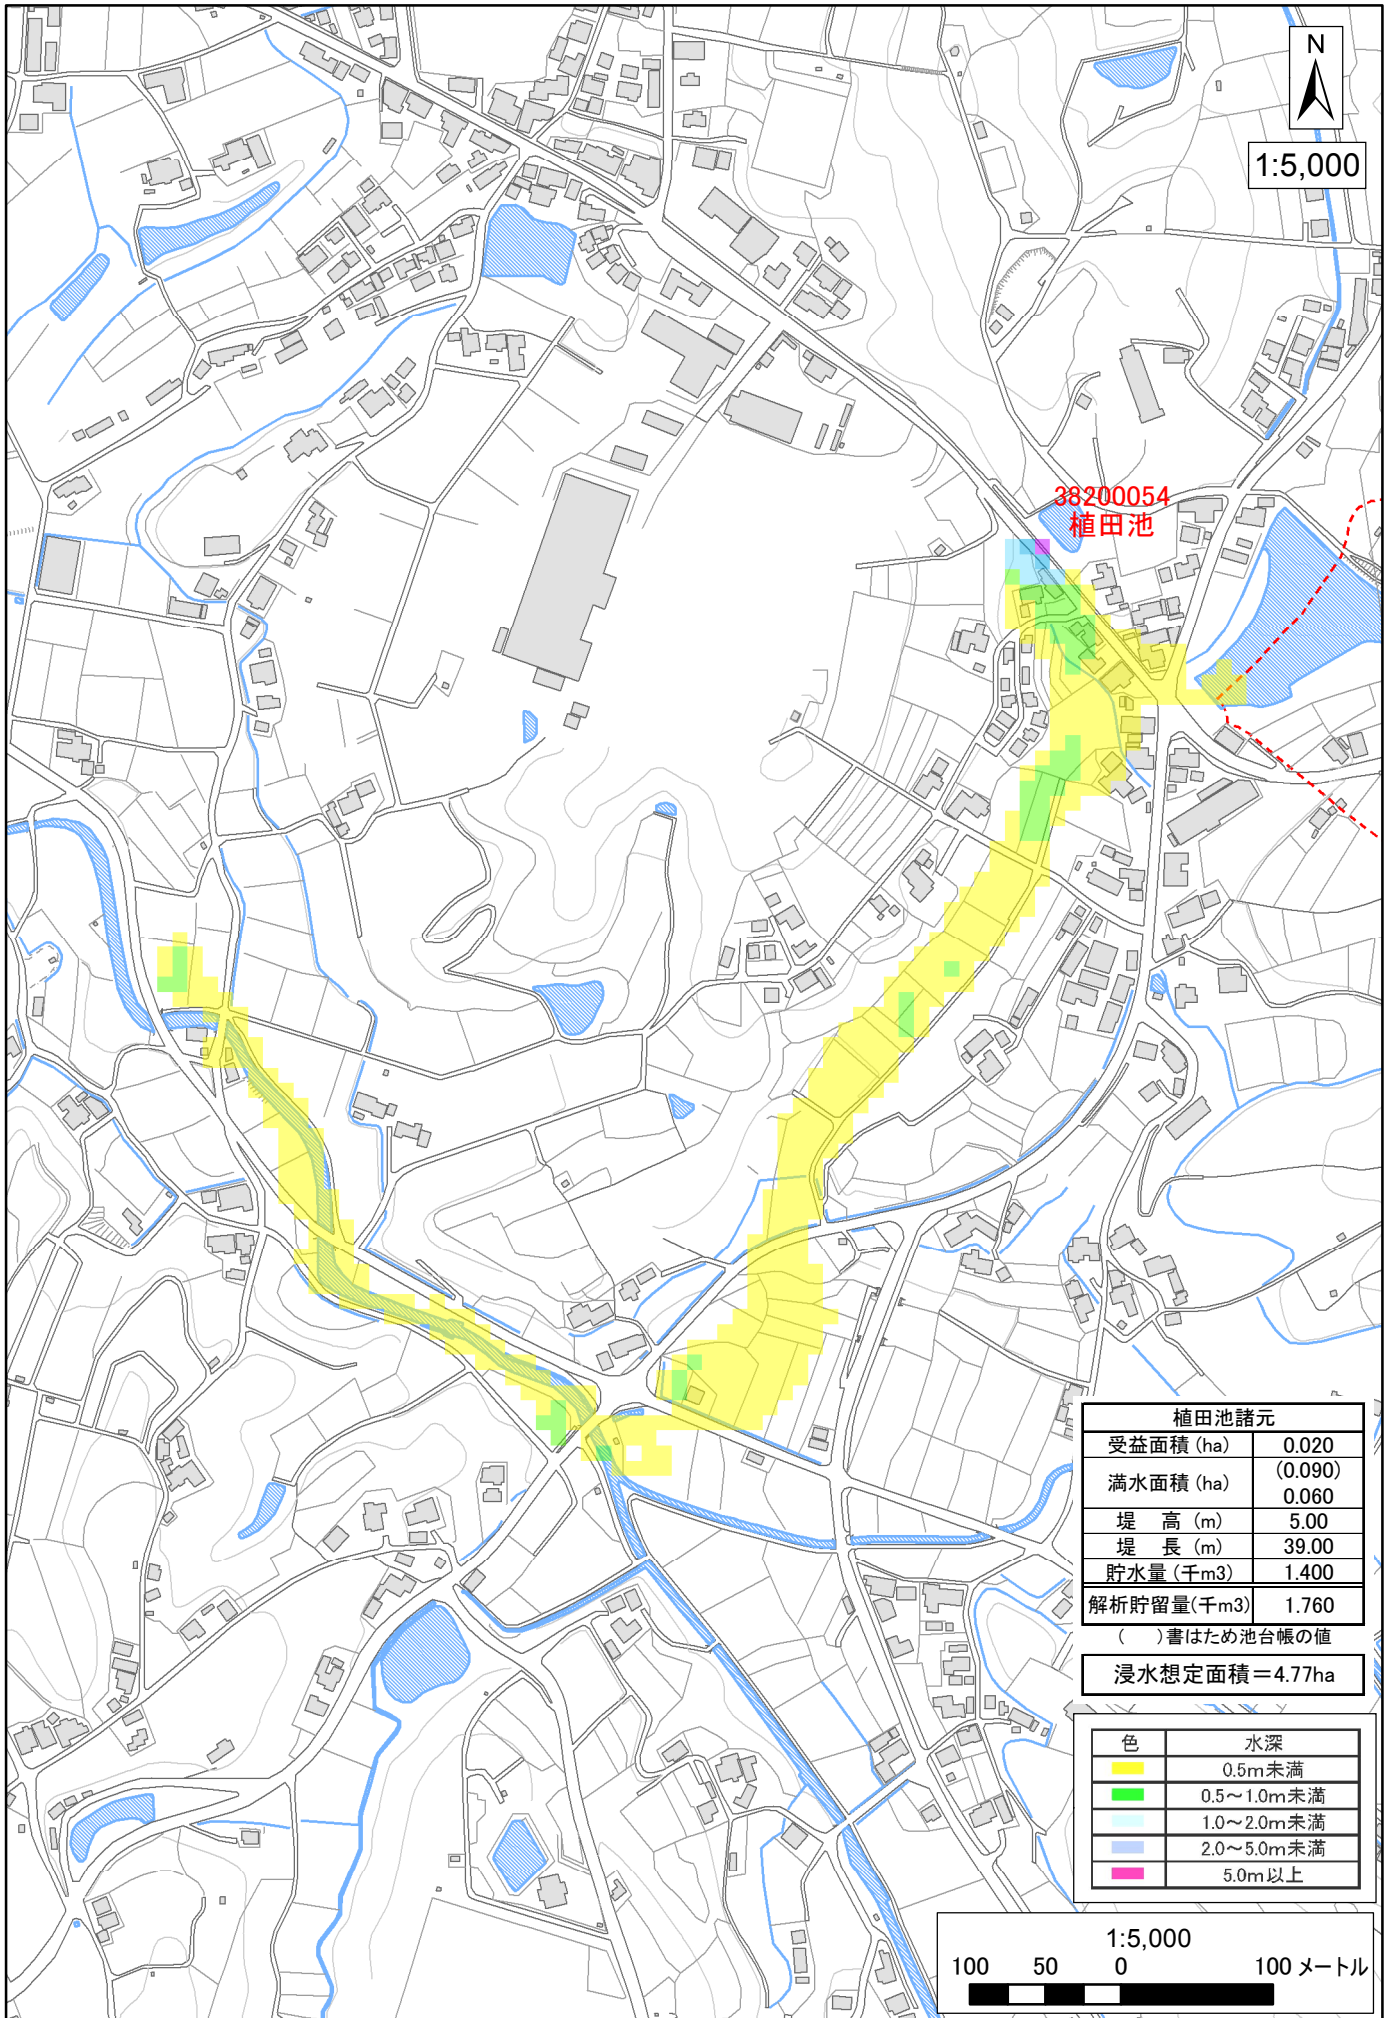 N
1:5,000
38200054
植田池
植田池諸元
受益面積 (ha) 0.020
満水面積 (ha) (0.090) 0.060
堤　高 (m) 5.00
堤　長 (m) 39.00
貯水量 (千m3) 1.400
解析貯留量(千m3) 1.760
(　)書はため池台帳の値
浸水想定面積＝4.77ha
色 水深
0.5m未満
0.5～1.0m未満
1.0～2.0m未満
2.0～5.0m未満
5.0m以上
1:5,000
100 50 0 100 メートル